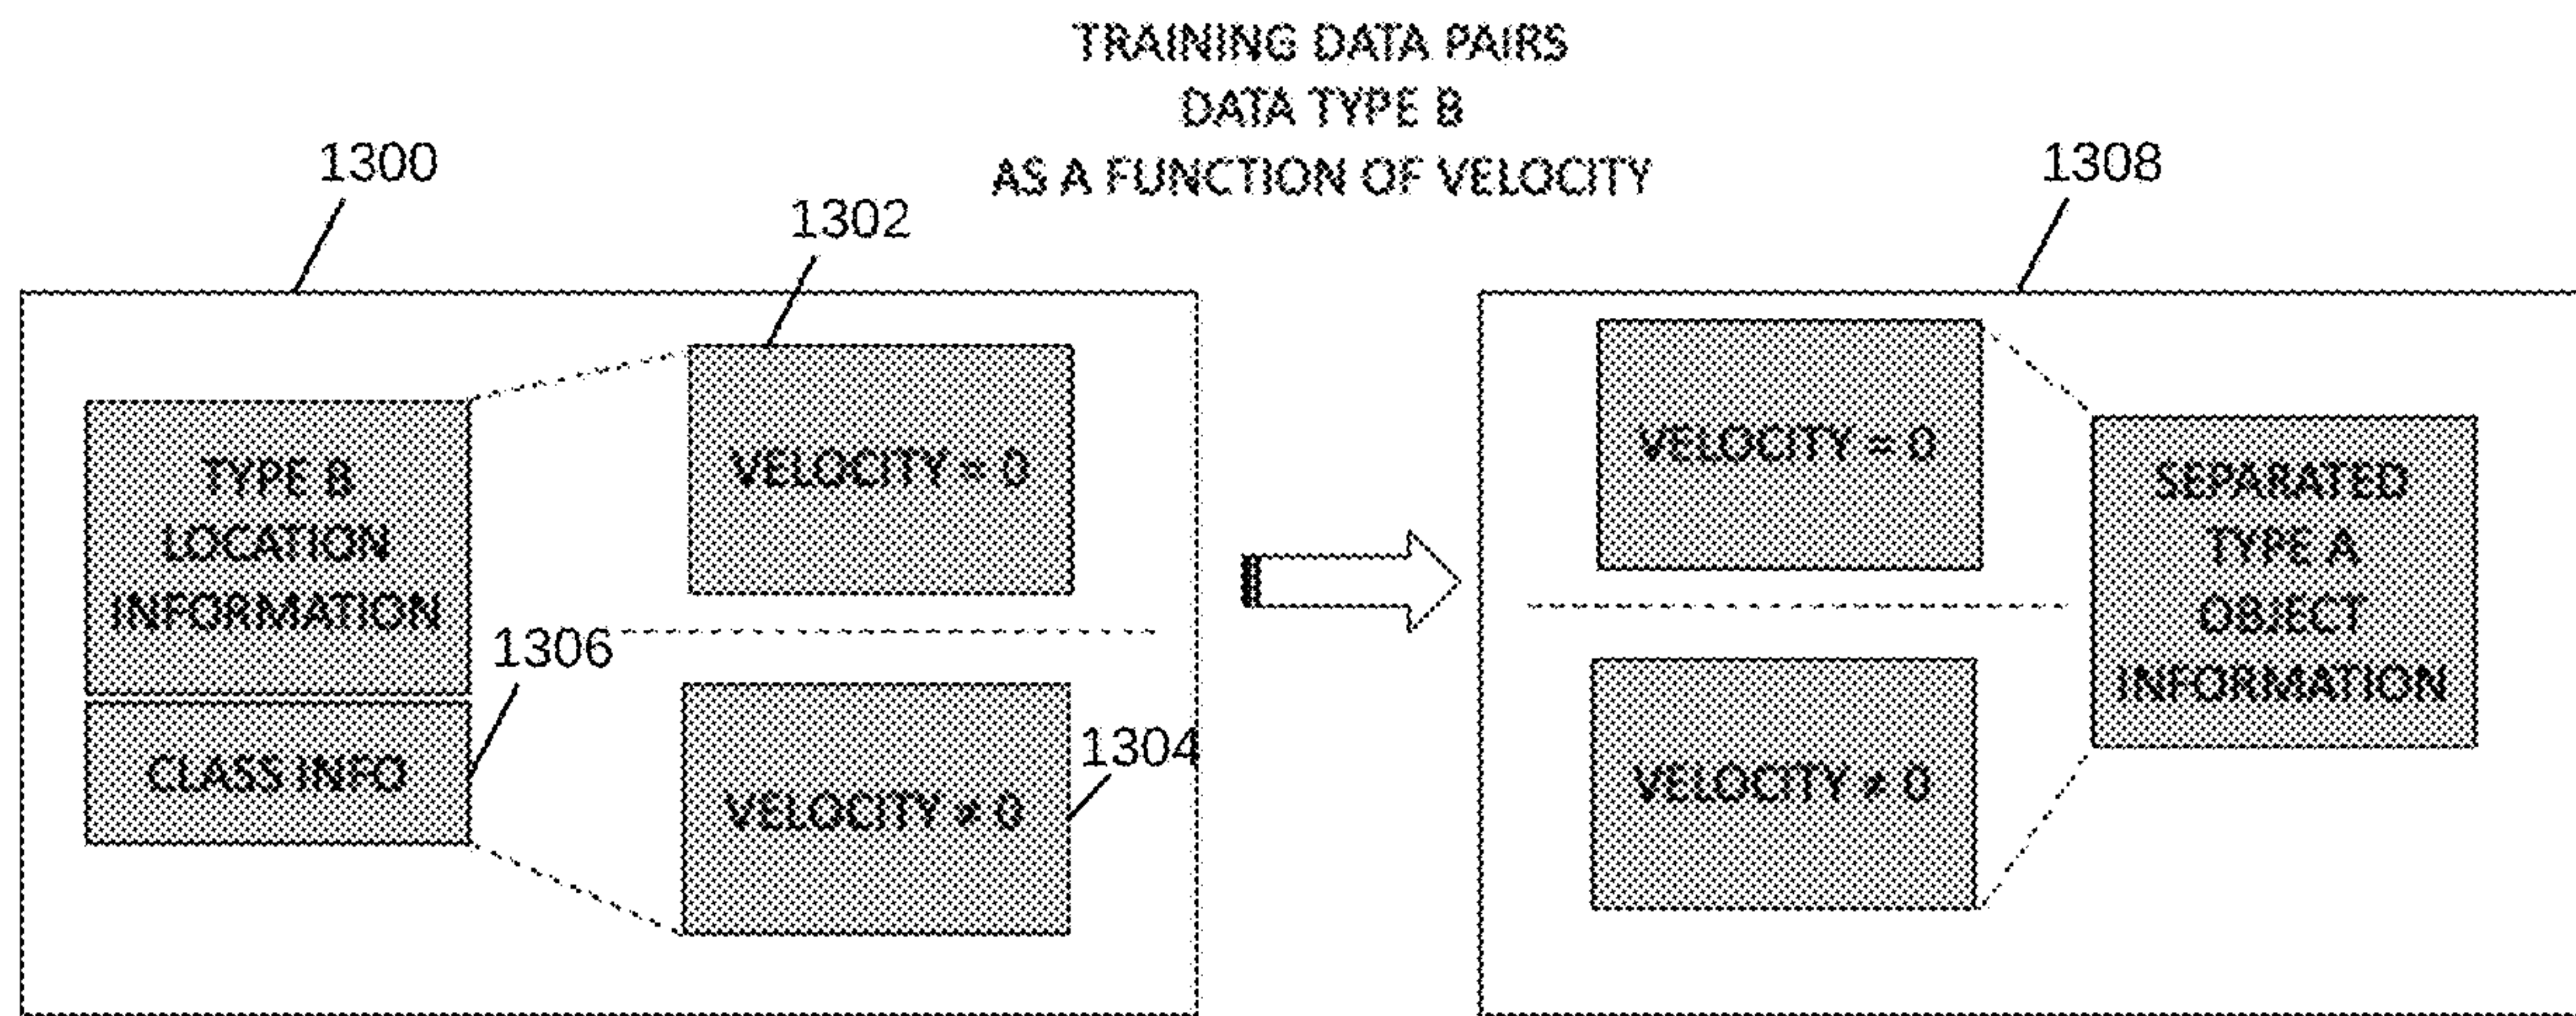 TRAINING DATA PAIRS
DATA TYPE B
AS A FUNCTION OF VELOCITY
1300
1302
1308
TYPE B
LOCATION
INFORMATION
CLASS INFO
1306
VELOCITY = 0
VELOCITY ≠ 0
1304
VELOCITY = 0
VELOCITY ≠ 0
SEPARATED
TYPE A
OBJECT
INFORMATION